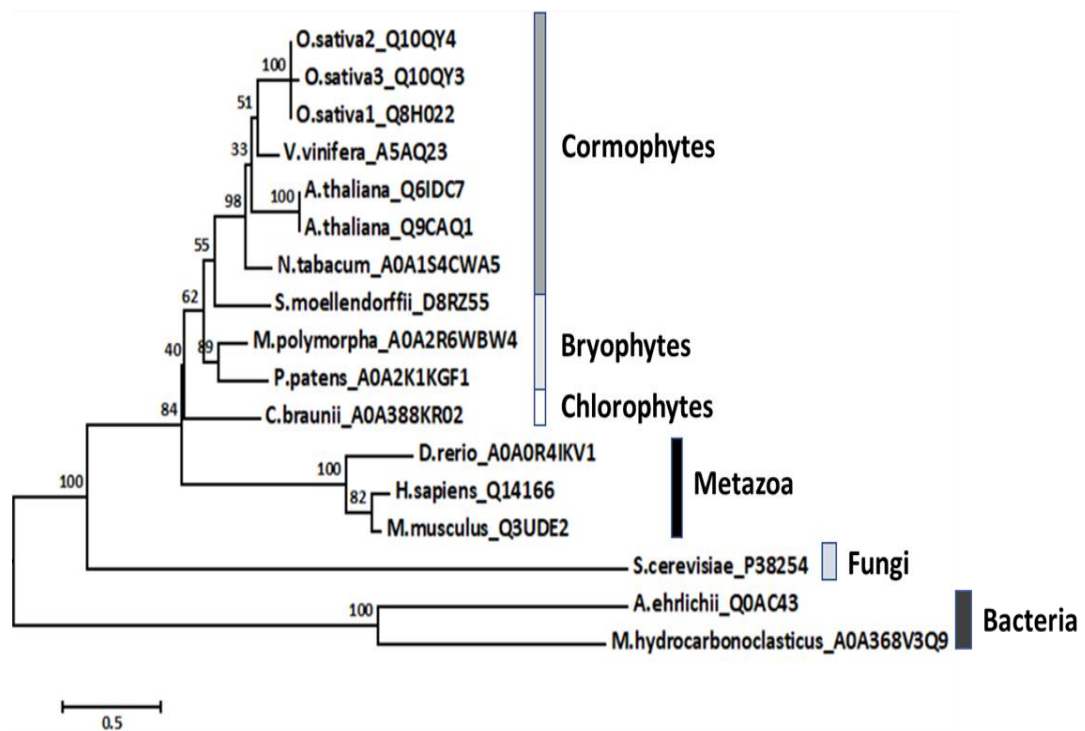 O.sativa2_Q10QY4
100
O.sativa3_Q10QY3
51
O.sativa1_Q8H022
33
V.vinifera_A5AQ23
Cormophytes
98
100
A.thaliana_Q6IDC7
A.thaliana_Q9CAQ1
55
N.tabacum_A0A1S4CWA5
62
S.moellendorffii_D8RZ55
40
89
M.polymorpha_A0A2R6WBW4
Bryophytes
P.patens_A0A2K1KGF1
84
C.braunii_A0A388KR02
Chlorophytes
D.rerio_A0A0R4IKV1
100
100
82
H.sapiens_Q14166
Metazoa
M.musculus_Q3UDE2
S.cerevisiae_P38254
Fungi
100
A.ehrlichii_Q0AC43
Bacteria
M.hydrocarbonoclasticus_A0A368V3Q9
0.5